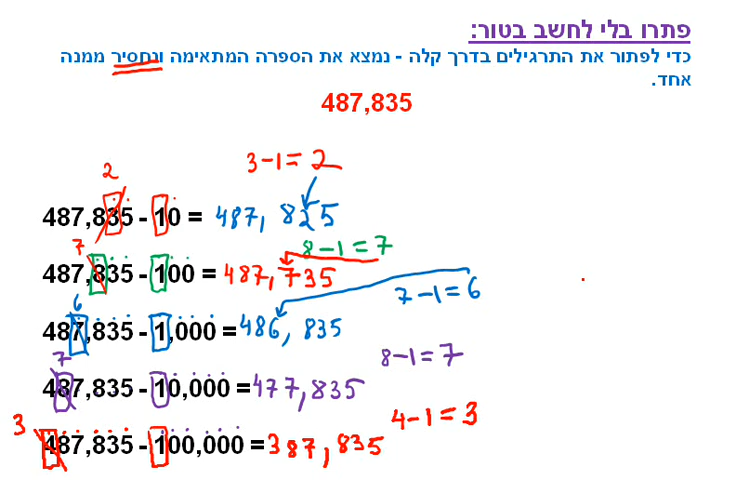 פתרו בלי לחשב בטור:
כדי לפתור את התרגילים בדרך קלה - נמצא את הספרה המתאימה ונחסיר ממנה
אחד.
487,835
3-1=2
2
487,835 - 10 = 487, 825
8-1=7
7
487,835 - 100 = 487, 735
7-1=6
6
487,835 - 1,000 = 486, 835
8-1=7
7
487,835 - 10,000 = 477,835
4-1=3
3
487,835 - 100,000 = 387,835